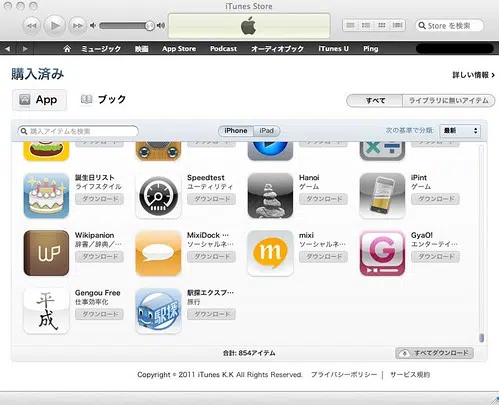 iTunes Store
Store を検索
ミュージック 映画 App Store Podcast オーディオブック iTunes U Ping
購入済み
詳しい情報
App ブック
すべて ライブラリに無いアイテム
購入アイテムを検索 iPhone iPad 次の基準で分類: 最新
誕生日リスト Speedtest Hanoi iPint
ライフスタイル ユーティリティ ゲーム ゲーム
ダウンロード ダウンロード ダウンロード ダウンロード
Wikipanion MixiDock ... mixi GyaO!
辞書／辞典／… ソーシャルネ… ソーシャルネ… エンターテイ…
ダウンロード ダウンロード ダウンロード ダウンロード
WP m G
Gengou Free 駅探エクスプ…
仕事効率化 旅行
ダウンロード ダウンロード
平成 駅探
合計: 854アイテム すべてダウンロード
Copyright © 2011 iTunes K.K All Rights Reserved. プライバシーポリシー | サービス規約